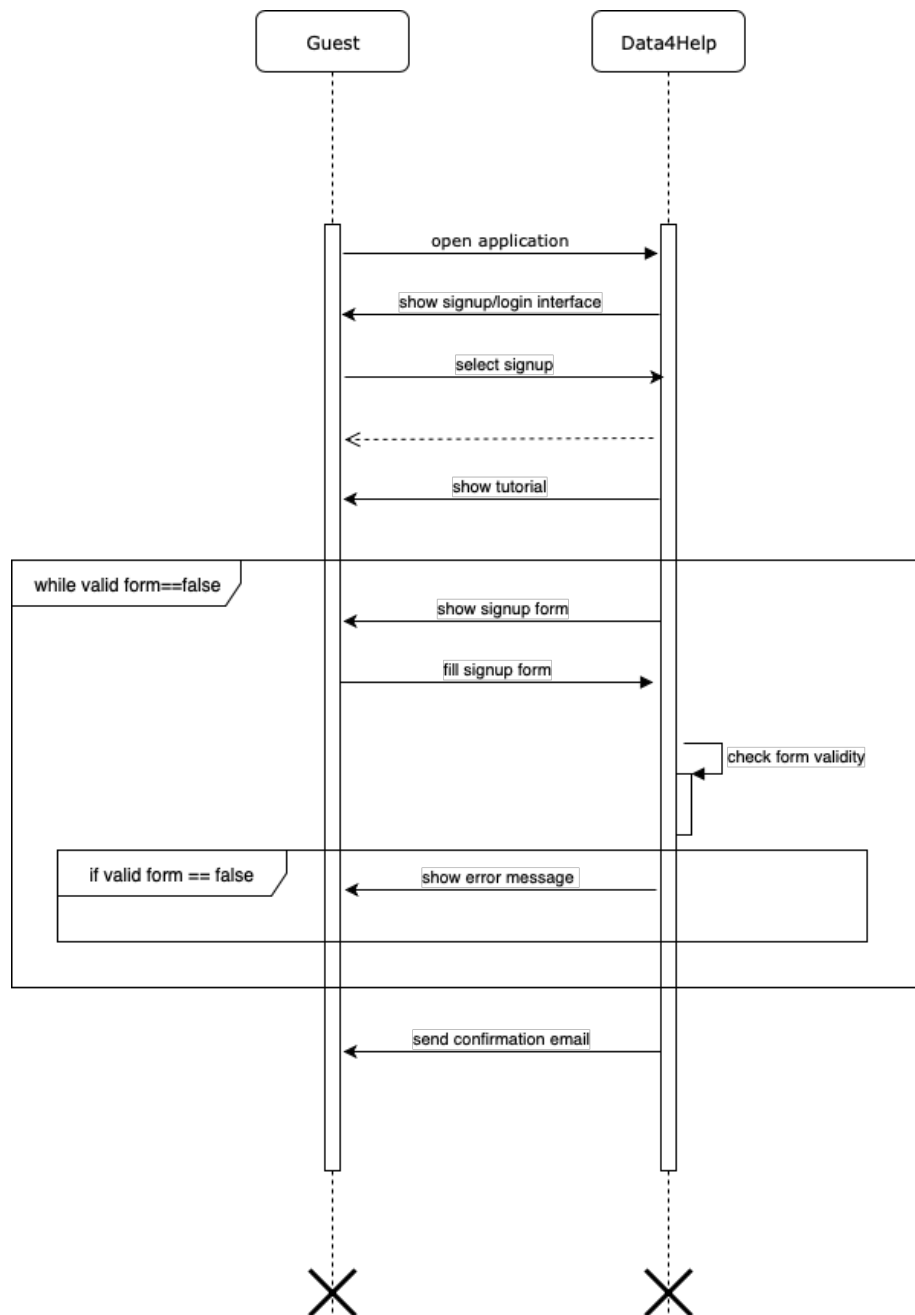 Guest
Data4Help
open application
show signup/login interface
select signup
show tutorial
while valid form==false
show signup form
fill signup form
check form validity
if valid form == false
show error message
send confirmation email